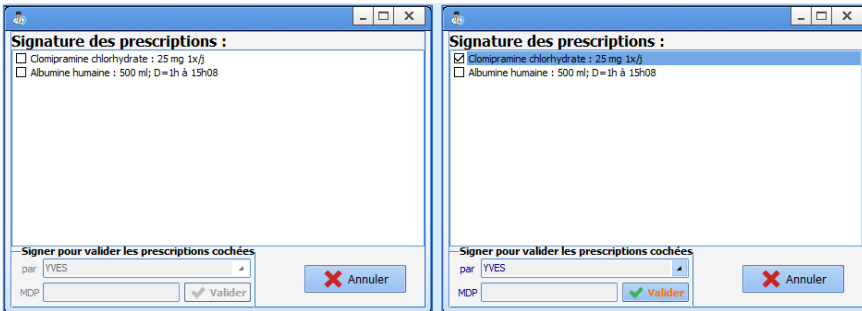 Signature des prescriptions :
Clomipramine chlorhydrate : 25 mg 1x/j
Albumine humaine : 500 ml; D=1h à 15h08
Signer pour valider les prescriptions cochées
par YVES
MDP Valider
Annuler
Signature des prescriptions :
Clomipramine chlorhydrate : 25 mg 1x/j
Albumine humaine : 500 ml; D=1h à 15h08
Signer pour valider les prescriptions cochées
par YVES
MDP Valider
Annuler